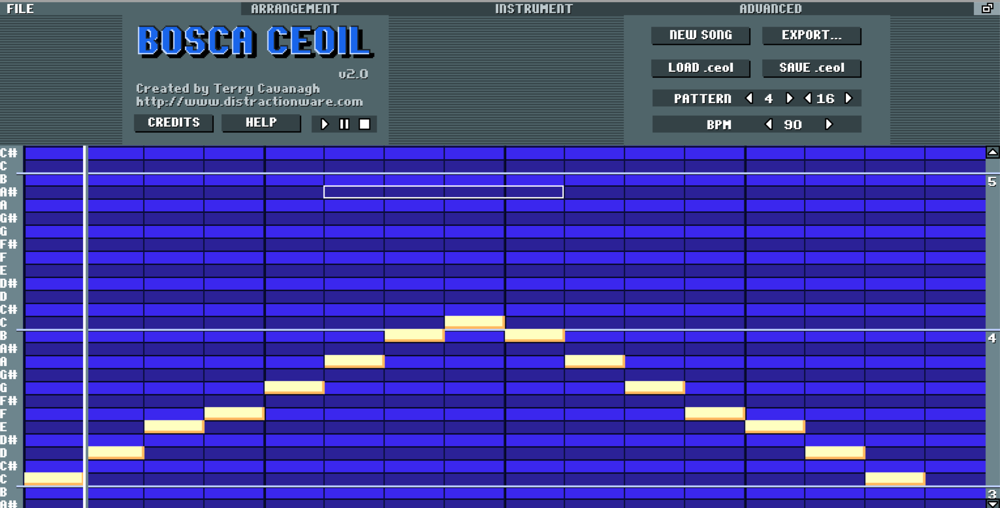 FILE ARRANGEMENT INSTRUMENT ADVANCED
BOSCA CEOIL
v2.0
Created by Terry Cavanagh
http://www.distractionware.com
CREDITS HELP
NEW SONG EXPORT...
LOAD .ceol SAVE .ceol
PATTERN 4 16
BPM 90
C#
C
B
5
A#
A
G#
G
F#
F
E
D#
D
C#
C
B
4
A#
A
G#
G
F#
F
E
D#
D
C#
C
B
3
A#